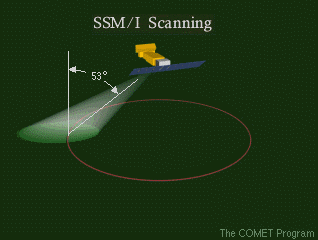 SSM/I Scanning
53°
The COMET Program